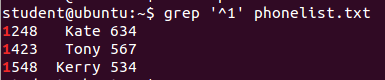 student@ubuntu:~$ grep '^1' phonelist.txt
1248   Kate 634
1423   Tony 567
1548  Kerry 534